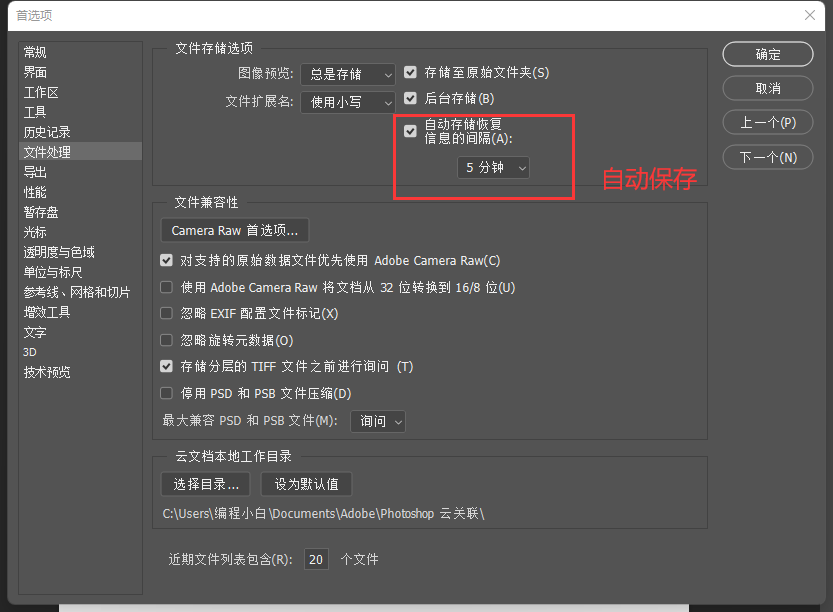 首选项
常规
界面
工作区
工具
历史记录
文件处理
导出
性能
暂存盘
光标
透明度与色域
单位与标尺
参考线、网格和切片
增效工具
文字
3D
技术预览
文件存储选项
图像预览: 总是存储
存储至原始文件夹(S)
文件扩展名: 使用小写
后台存储(B)
自动存储恢复
信息的间隔(A):
5 分钟
自动保存
文件兼容性
Camera Raw 首选项...
对支持的原始数据文件优先使用 Adobe Camera Raw(C)
使用 Adobe Camera Raw 将文档从 32 位转换到 16/8 位(U)
忽略 EXIF 配置文件标记(X)
忽略旋转元数据(O)
存储分层的 TIFF 文件之前进行询问 (T)
停用 PSD 和 PSB 文件压缩(D)
最大兼容 PSD 和 PSB 文件(M): 询问
云文档本地工作目录
选择目录... 设为默认值
C:\Users\编程小白\Documents\Adobe\Photoshop 云关联\
近期文件列表包含(R): 20 个文件
确定
取消
上一个(P)
下一个(N)